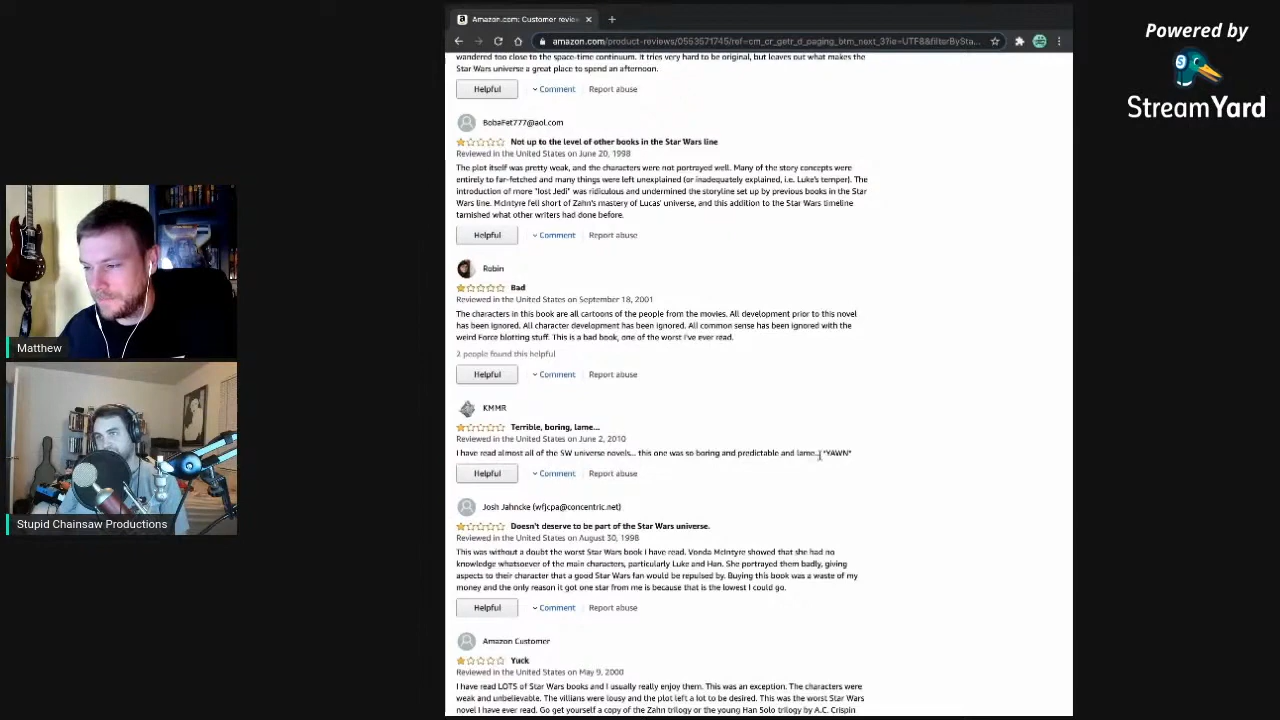 Amazon.com: Customer review
Powered by
StreamYard
amazon.com/product-reviews/0553571745/ref=cm_cr_getr_d_paging_btm_next_3?ie=UTF8&filterBySta...
wandered too close to the space-time continuum. It tries very hard to be original, but leaves out what makes the
Star Wars universe a great place to spend an afternoon.
Helpful Comment Report abuse
BobaFet777@aol.com
Not up to the level of other books in the Star Wars line
Reviewed in the United States on June 20, 1998
The plot itself was pretty weak, and the characters were not portrayed well. Many of the story concepts were
entirely to far-fetched and many things were left unexplained (or inadequately explained, i.e. Luke's temper). The
introduction of more "lost Jedi" was ridiculous and undermined the storyline set up by previous books in the Star
Wars line. McIntyre fell short of Zahn's mastery of Lucas' universe, and this addition to the Star Wars timeline
tarnished what other writers had done before.
Helpful Comment Report abuse
Robin
Bad
Reviewed in the United States on September 18, 2001
The characters in this book are all cartoons of the people from the movies. All development prior to this novel
has been ignored. All character development has been ignored. All common sense has been ignored with the
weird Force blotting stuff. This is a bad book, one of the worst I've ever read.
2 people found this helpful
Helpful Comment Report abuse
KMMR
Terrible, boring, lame...
Reviewed in the United States on June 2, 2010
I have read almost all of the SW universe novels... this one was so boring and predictable and lame... *YAWN*
Helpful Comment Report abuse
Josh Jahncke (wfjcpa@concentric.net)
Doesn't deserve to be part of the Star Wars universe.
Reviewed in the United States on August 30, 1998
This was without a doubt the worst Star Wars book I have read. Vonda McIntyre showed that she had no
knowledge whatsoever of the main characters, particularly Luke and Han. She portrayed them badly, giving
aspects to their character that a good Star Wars fan would be repulsed by. Buying this book was a waste of my
money and the only reason it got one star from me is because that is the lowest I could go.
Helpful Comment Report abuse
Amazon Customer
Yuck
Reviewed in the United States on May 9, 2000
I have read LOTS of Star Wars books and I usually really enjoy them. This was an exception. The characters were
weak and unbelievable. The villians were lousy and the plot left a lot to be desired. This was the worst Star Wars
novel I have ever read. Go get yourself a copy of the Zahn trilogy or the young Han Solo trilogy by A.C. Crispin
Matthew
Stupid Chainsaw Productions